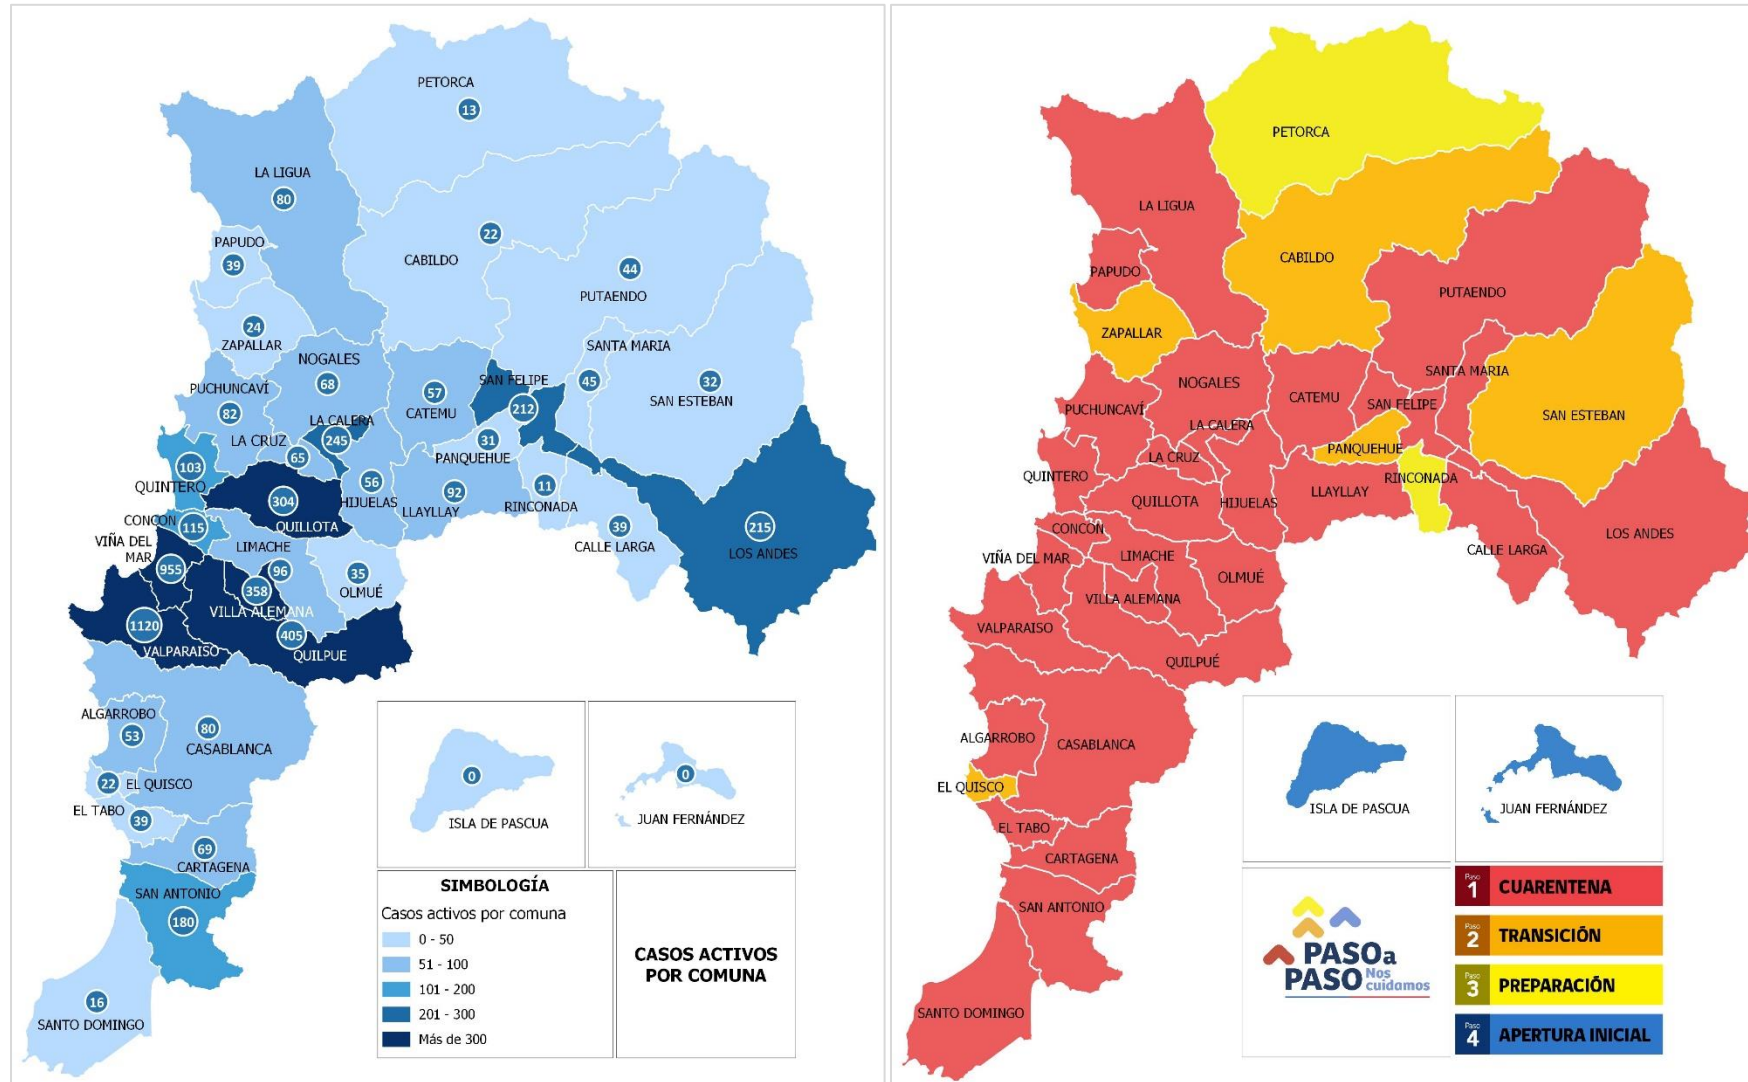 PETORCA
13
LA LIGUA
80
PAPUDO
39
CABILDO
22
PUTAENDO
44
ZAPALLAR
24
NOGALES
68
SANTA MARIA
45
SAN ESTEBAN
32
PUCHUNCAVÍ
82
SAN FELIPE
212
CATEMU
57
LA CALERA
245
LA CRUZ
65
PANQUEHUE
31
QUINTERO
103
HIJUELAS
56
LLAYLLAY
92
RINCONADA
11
QUILLOTA
304
CONCON
115
CALLE LARGA
39
LOS ANDES
215
VIÑA DEL
MAR
955
LIMACHE
96
OLMUÉ
35
VILLA ALEMANA
358
VALPARAISO
1120
QUILPUE
405
ALGARROBO
53
CASABLANCA
80
EL QUISCO
22
EL TABO
39
CARTAGENA
69
SAN ANTONIO
180
SANTO DOMINGO
16
0
ISLA DE PASCUA
0
JUAN FERNÁNDEZ
SIMBOLOGÍA
Casos activos por comuna
0 - 50
51 - 100
101 - 200
201 - 300
Más de 300
CASOS ACTIVOS
POR COMUNA
PETORCA
LA LIGUA
CABILDO
PAPUDO
PUTAENDO
ZAPALLAR
SANTA MARIA
NOGALES
CATEMU
SAN FELIPE
PUCHUNCAVÍ
SAN ESTEBAN
LA CALERA
PANQUEHUE
LA CRUZ
QUINTERO
RINCONADA
LLAYLLAY
QUILLOTA
HIJUELAS
CONCÓN
LOS ANDES
VIÑA DEL MAR
LIMACHE
CALLE LARGA
OLMUÉ
VILLA ALEMANA
VALPARAISO
QUILPUÉ
ALGARROBO
CASABLANCA
EL QUISCO
EL TABO
CARTAGENA
SAN ANTONIO
SANTO DOMINGO
ISLA DE PASCUA
JUAN FERNÁNDEZ
PASO a
PASO Nos
cuidamos
Paso 1 CUARENTENA
Paso 2 TRANSICIÓN
Paso 3 PREPARACIÓN
Paso 4 APERTURA INICIAL